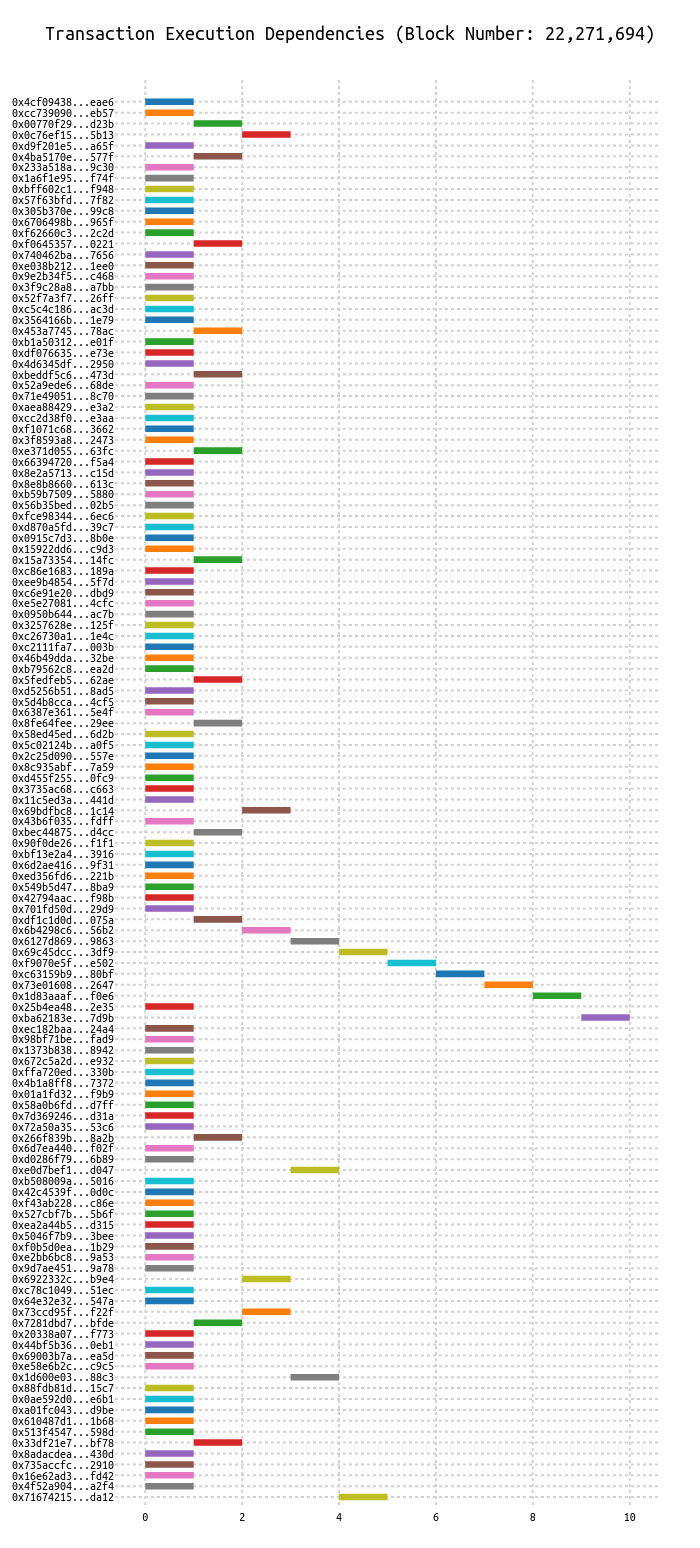 Transaction Execution Dependencies (Block Number: 22,271,694)
0x4cf09438...eae6
0xcc739090...eb57
0x00770f29...d23b
0x0c76ef15...5b13
0xd9f201e5...a65f
0x4ba5170e...577f
0x233a518a...9c30
0x1a6f1e95...f74f
0xbff602c1...f948
0x57f63bfd...7f82
0x305b370e...99c8
0x6706498b...965f
0xf62660c3...2c2d
0xf0645357...0221
0x740462ba...7656
0xe038b212...1ee0
0x9e2b34f5...c468
0x3f9c28a8...a7bb
0x52f7a3f7...26ff
0xc5c4c186...ac3d
0x3564166b...1e79
0x453a7745...78ac
0xb1a50312...e01f
0xdf076635...e73e
0x4d6345df...2950
0xbeddf5c6...473d
0x52a9ede6...68de
0x71e49051...8c70
0xaea88429...e3a2
0xcc2d38f0...e3aa
0xf1071c68...3662
0x3f8593a8...2473
0xe371d055...63fc
0x66394720...f5a4
0x8e2a5713...c15d
0x8e8b8660...613c
0xb59b7509...5880
0x56b35bed...02b5
0xfce98344...6ec6
0xd870a5fd...39c7
0x0915c7d3...8b0e
0x15922dd6...c9d3
0x15a73354...14fc
0xc86e1683...189a
0xee9b4854...5f7d
0xc6e91e20...dbd9
0xe5e27081...4cfc
0x0950b644...ac7b
0x3257628e...125f
0xc26730a1...1e4c
0xc2111fa7...003b
0x46b49dda...32be
0xb79562c8...ea2d
0x5fedfeb5...62ae
0xd5256b51...8ad5
0x5d4b8cca...4cf5
0x6387e361...5e4f
0x8fe64fee...29ee
0x58ed45ed...6d2b
0x5c02124b...a0f5
0x2c25d090...557e
0x8c935abf...7a59
0xd455f255...0fc9
0x3735ac68...c663
0x11c5ed3a...441d
0x69bdfbc8...1c14
0x43b6f035...fdff
0xbec44875...d4cc
0x90f0de26...f1f1
0xbf13e2a4...3916
0x6d2ae416...9f31
0xed356fd6...221b
0x549b5d47...8ba9
0x42794aac...f98b
0x701fd50d...29d9
0xdf1c1d0d...075a
0x6b4298c6...56b2
0x6127d869...9863
0x69c45dcc...3df9
0xf9070e5f...e502
0xc63159b9...80bf
0x73e01608...2647
0x1d83aaaf...f0e6
0x25b4ea48...2e35
0xba62183e...7d9b
0xec182baa...24a4
0x98bf71be...fad9
0x1373b838...8942
0x672c5a2d...e932
0xffa720ed...330b
0x4b1a8ff8...7372
0x01a1fd32...f9b9
0x58a0b6fd...d7ff
0x7d369246...d31a
0x72a50a35...53c6
0x266f839b...8a2b
0x6d7ea440...f02f
0xd0286f79...6b89
0xe0d7bef1...d047
0xb508009a...5016
0x42c4539f...0d0c
0xf43ab228...c86e
0x527cbf7b...5b6f
0xea2a44b5...d315
0x5046f7b9...3bee
0xf0b5d0ea...1b29
0xe2bb6bc8...9a53
0x9d7ae451...9a78
0x6922332c...b9e4
0xc78c1049...51ec
0x64e32e32...547a
0x73ccd95f...f22f
0x7281dbd7...bfde
0x20338a07...f773
0x44bf5b36...0eb1
0x69003b7a...ea5d
0xe58e6b2c...c9c5
0x1d600e03...88c3
0x88fdb81d...15c7
0x0ae592d0...e6b1
0xa01fc043...d9be
0x610487d1...1b68
0x513f4547...598d
0x33df21e7...bf78
0x8adacdea...430d
0x735accfc...2910
0x16e62ad3...fd42
0x4f52a904...a2f4
0x71674215...da12
0 2 4 6 8 10